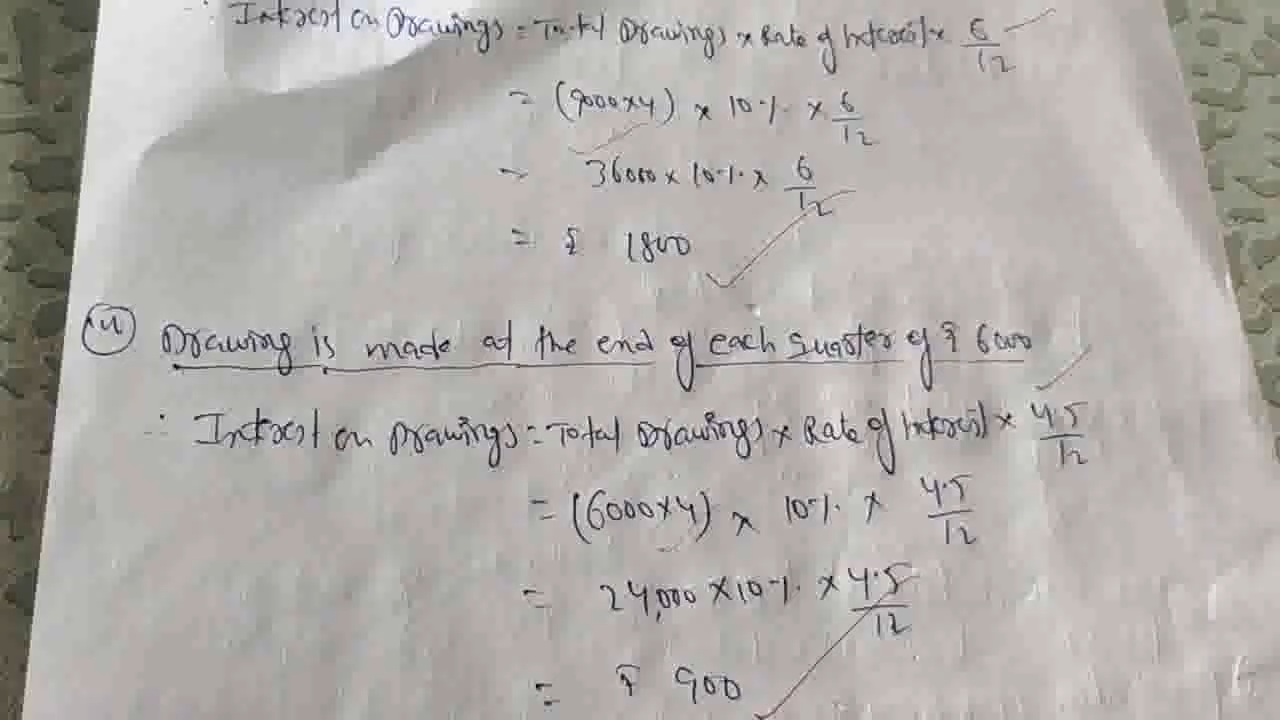 ∴ Interest on Drawings = Total Drawings × Rate of Interest × 6/12
= (9000×4) × 10% × 6/12
= 36000 × 10% × 6/12
= ₹ 1800
Drawing is made at the end of each Quarter of ₹ 6000
∴ Interest on Drawings = Total Drawings × Rate of Interest × 4.5/12
= (6000×4) × 10% × 4.5/12
= 24,000 × 10% × 4.5/12
= ₹ 900